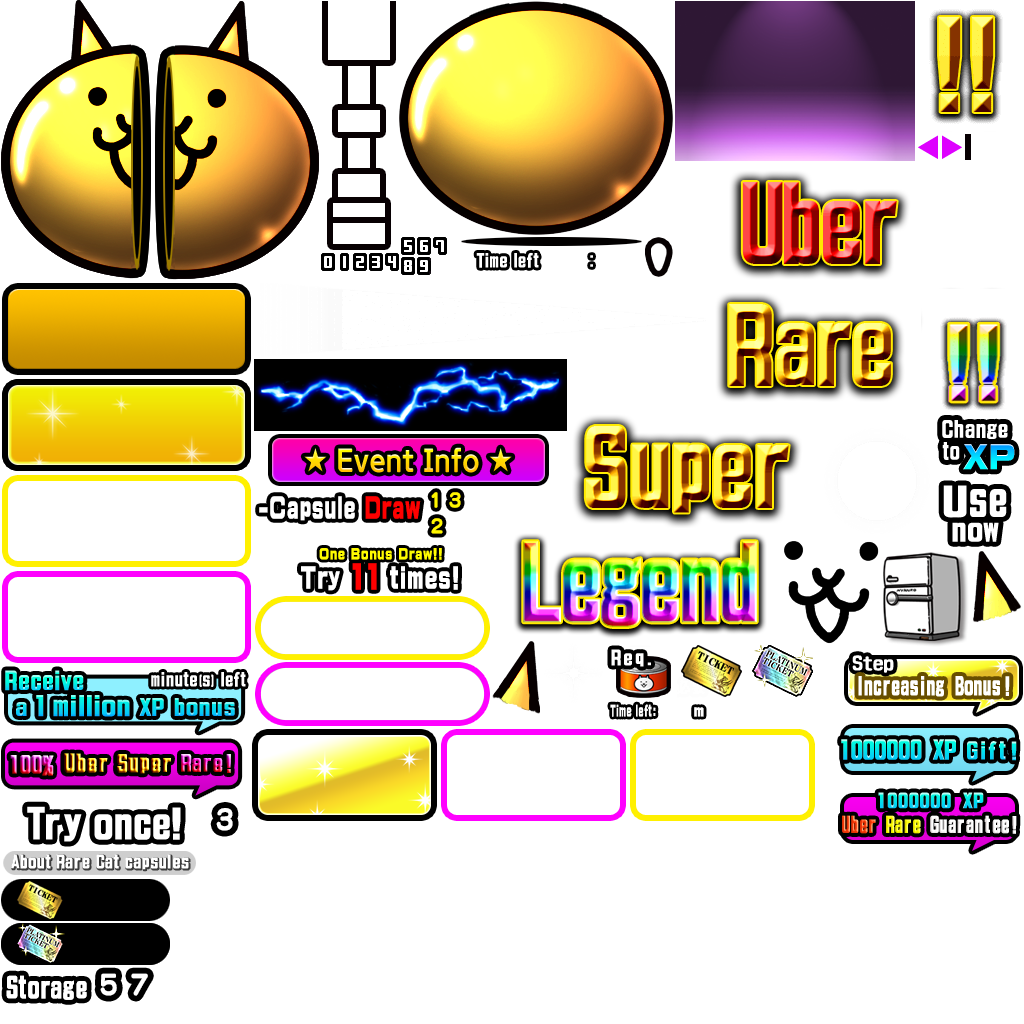 !!
Uber
5 6 7
0 1 2 3 4 8 9
Time left :
Rare
!!
★ Event Info ★
Super
Change
to XP
-Capsule Draw 1 3
2
Use
now
One Bonus Draw!!
Try 11 times!
Legend
Receive
minute(s) left
a 1 million XP bonus
Req.
TICKET
PLATINUM
TICKET
Time left: m
Step
Increasing Bonus!
100% Uber Super Rare!
1000000 XP Gift!
1000000 XP
Uber Rare Guarantee!
Try once! 3
About Rare Cat capsules
TICKET
PLATINUM
TICKET
Storage 5 7